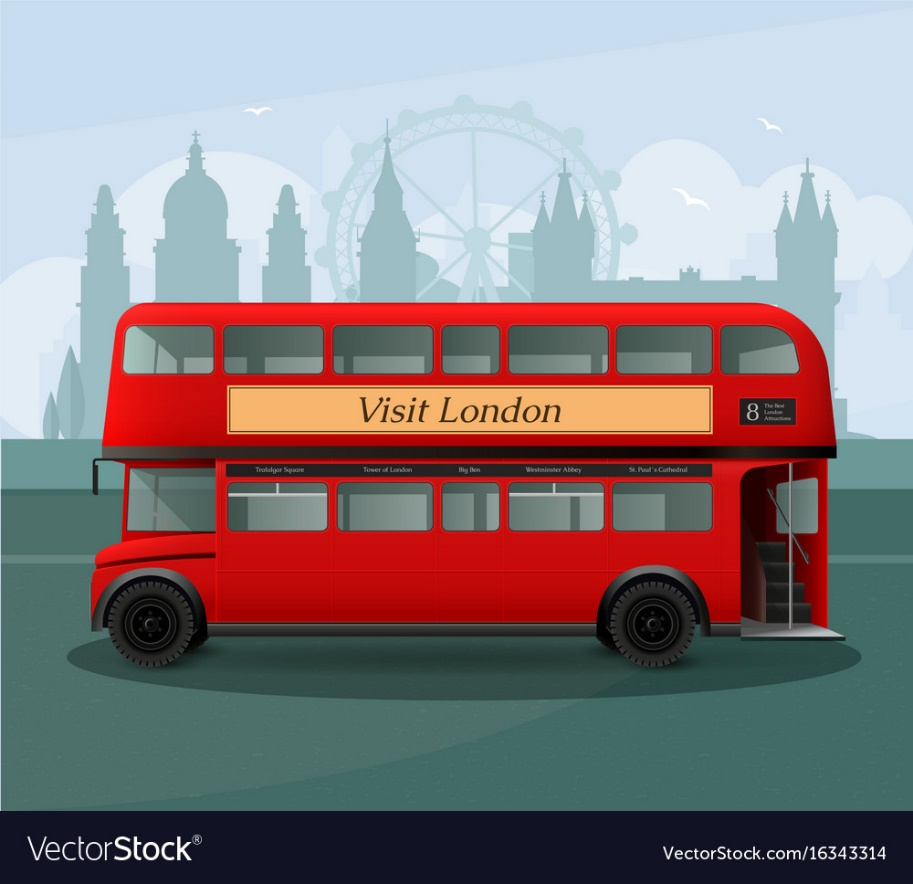 Visit London
8
The Best
London
Attractions
Trafalgar Square
Tower of London
Big Ben
Westminster Abbey
St. Paul's Cathedral
VectorStock®
VectorStock.com/16343314